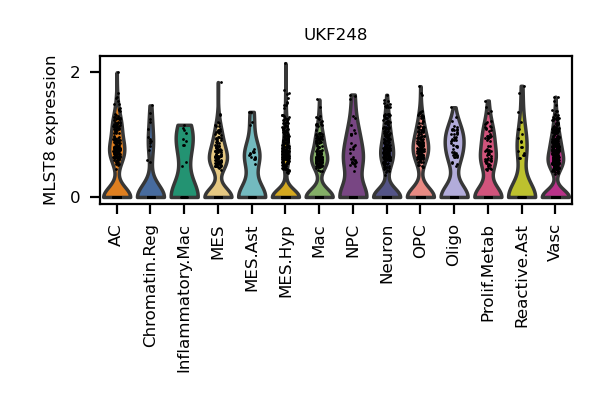 UKF248
MLST8 expression
2
0
AC
Chromatin.Reg
Inflammatory.Mac
MES
MES.Ast
MES.Hyp
Mac
NPC
Neuron
OPC
Oligo
Prolif.Metab
Reactive.Ast
Vasc